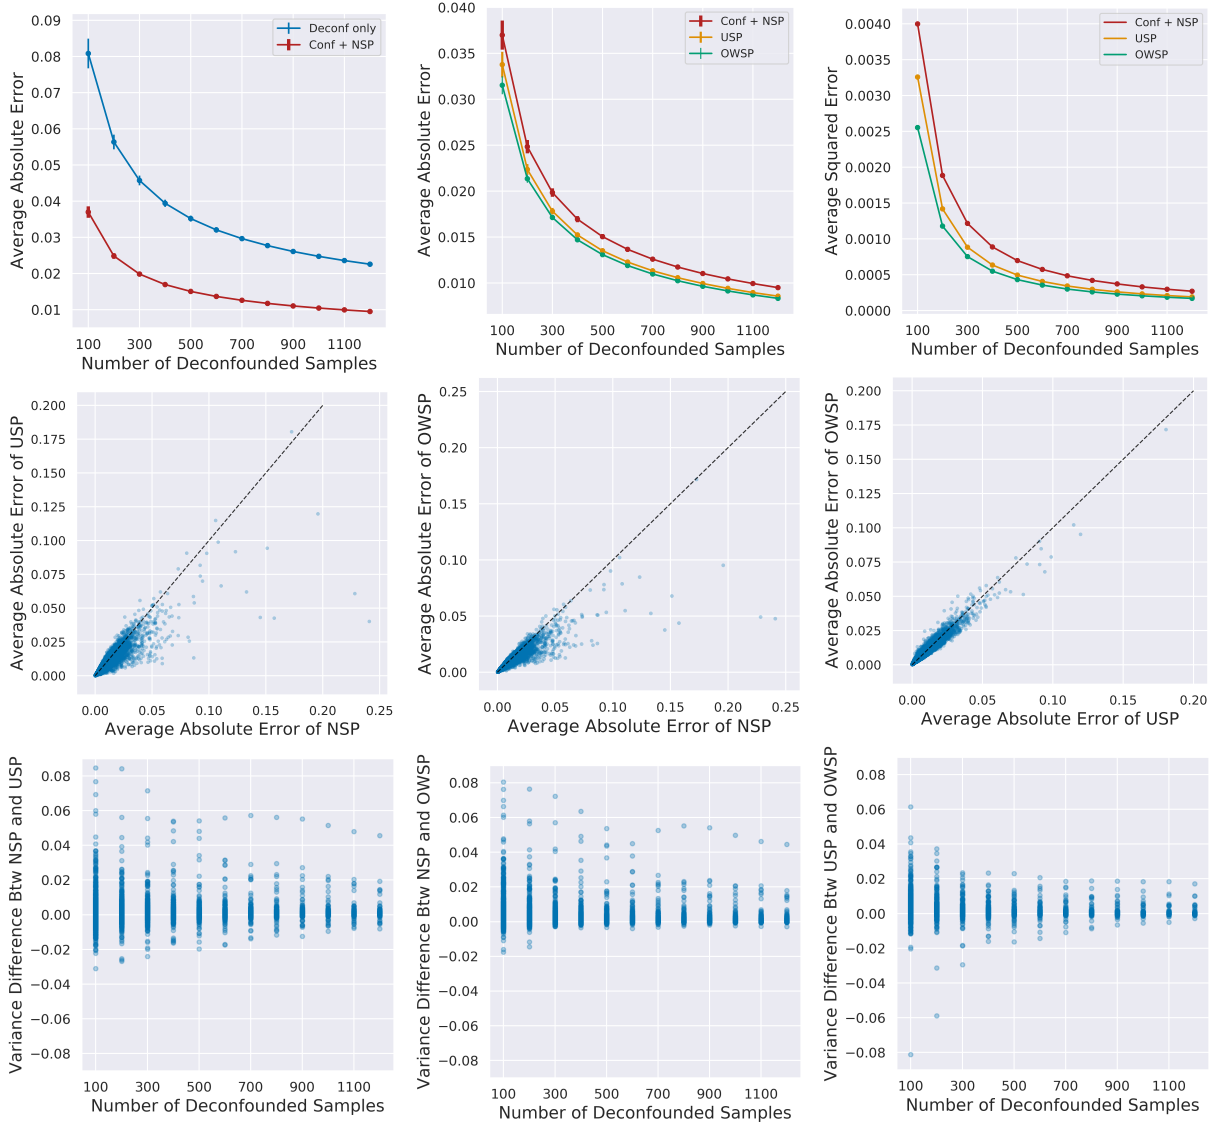 Average Absolute Error
0.09
0.08
0.07
0.06
0.05
0.04
0.03
0.02
0.01
Deconf only
Conf + NSP
100 300 500 700 900 1100
Number of Deconfounded Samples
Average Absolute Error
0.040
0.035
0.030
0.025
0.020
0.015
0.010
Conf + NSP
USP
OWSP
100 300 500 700 900 1100
Number of Deconfounded Samples
Average Squared Error
0.0040
0.0035
0.0030
0.0025
0.0020
0.0015
0.0010
0.0005
0.0000
Conf + NSP
USP
OWSP
100 300 500 700 900 1100
Number of Deconfounded Samples
Average Absolute Error of USP
0.200
0.175
0.150
0.125
0.100
0.075
0.050
0.025
0.000
0.00 0.05 0.10 0.15 0.20 0.25
Average Absolute Error of NSP
Average Absolute Error of OWSP
0.25
0.20
0.15
0.10
0.05
0.00
0.00 0.05 0.10 0.15 0.20 0.25
Average Absolute Error of NSP
Average Absolute Error of OWSP
0.200
0.175
0.150
0.125
0.100
0.075
0.050
0.025
0.000
0.00 0.05 0.10 0.15 0.20
Average Absolute Error of USP
Variance Difference Btw NSP and USP
0.08
0.06
0.04
0.02
0.00
−0.02
−0.04
−0.06
−0.08
100 300 500 700 900 1100
Number of Deconfounded Samples
Variance Difference Btw NSP and OWSP
0.08
0.06
0.04
0.02
0.00
−0.02
−0.04
−0.06
−0.08
100 300 500 700 900 1100
Number of Deconfounded Samples
Variance Difference Btw USP and OWSP
0.08
0.06
0.04
0.02
0.00
−0.02
−0.04
−0.06
−0.08
100 300 500 700 900 1100
Number of Deconfounded Samples